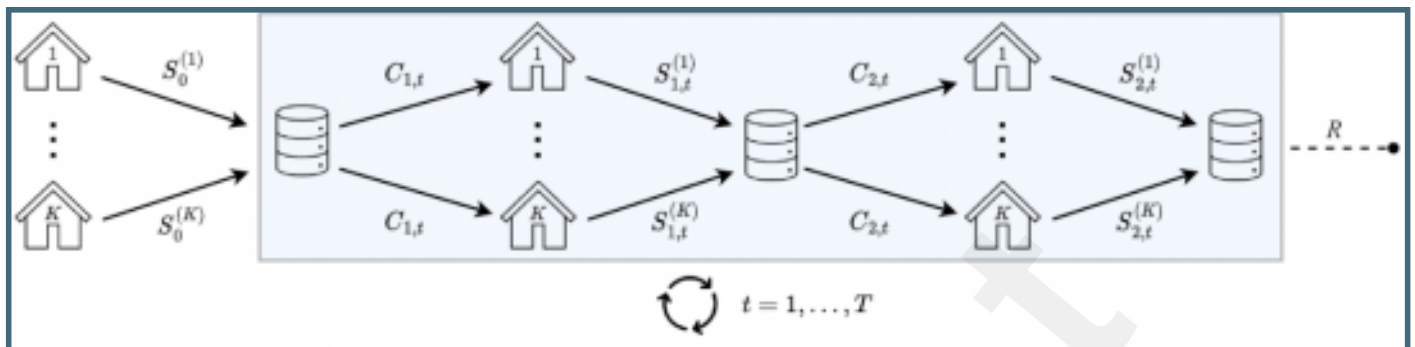 1 S_0^{(1)} C_{1,t} 1 S_{1,t}^{(1)} C_{2,t} 1 S_{2,t}^{(1)}
R
K S_0^{(K)} C_{1,t} K S_{1,t}^{(K)} C_{2,t} K S_{2,t}^{(K)}
t = 1, . . . , T
t